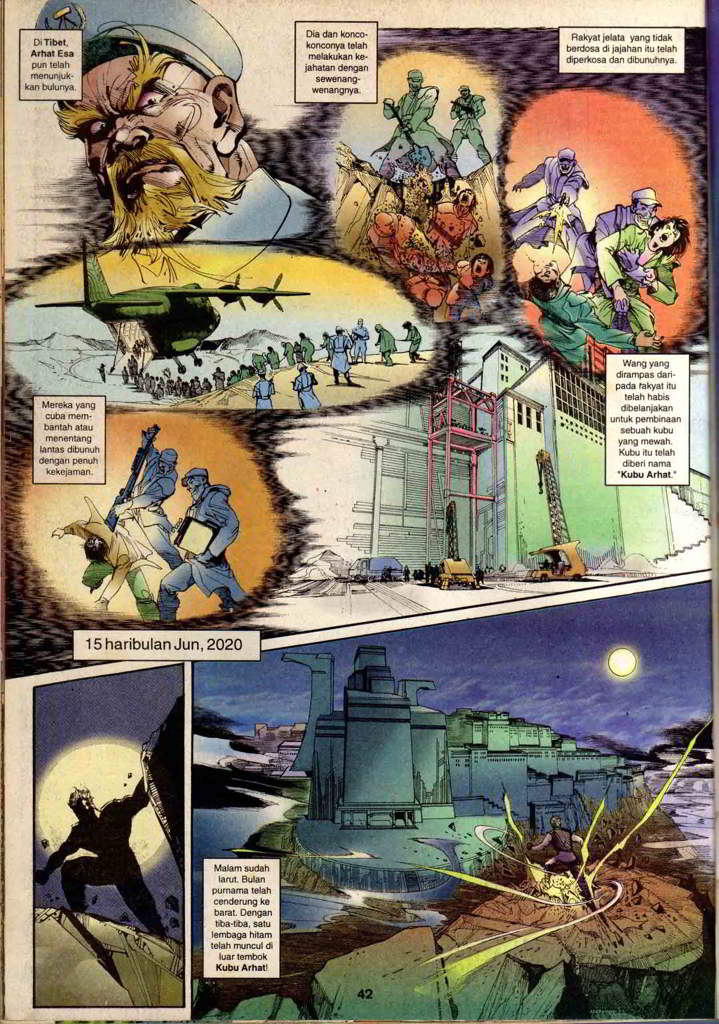 Di Tibet,
Arhat Esa
pun telah
menunjuk-
kan bulunya.
Dia dan konco-
konconya telah
melakukan ke-
jahatan dengan
sewenang-
wenangnya.
Rakyat jelata yang tidak
berdosa di jajahan itu telah
diperkosa dan dibunuhnya.
Mereka yang
cuba mem-
bantah atau
menentang
lantas dibunuh
dengan penuh
kekejaman.
Wang yang
dirampas dari-
pada rakyat itu
telah habis
dibelanjakan
untuk pembinaan
sebuah kubu
yang mewah.
Kubu itu telah
diberi nama
"Kubu Arhat."
15 haribulan Jun, 2020
Malam sudah
larut. Bulan
purnama telah
cenderung ke
barat. Dengan
tiba-tiba, satu
lembaga hitam
telah muncul di
luar tembok
Kubu Arhat!
42